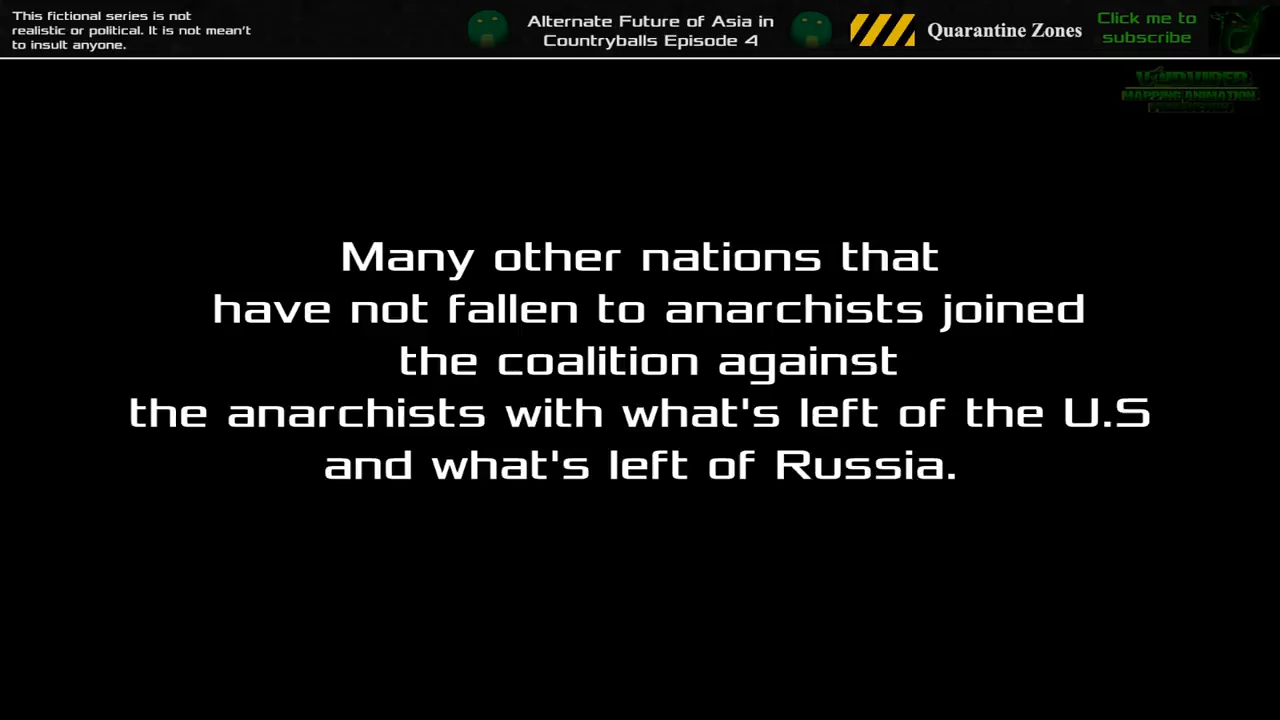 This fictional series is not
realistic or political. It is not mean't
to insult anyone.
Alternate Future of Asia in
Countryballs Episode 4
Quarantine Zones
Click me to
subscribe
MAPPING ANIMATION
Many other nations that
have not fallen to anarchists joined
the coalition against
the anarchists with what's left of the U.S
and what's left of Russia.